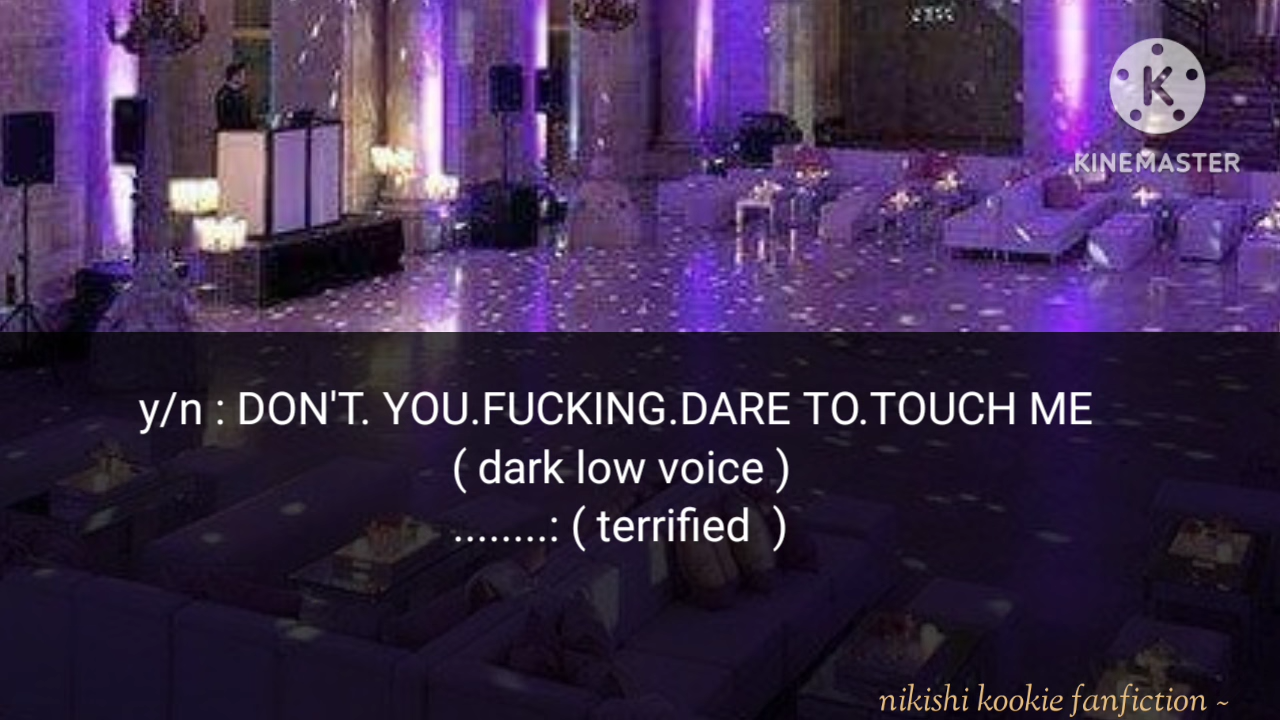 KINEMASTER
y/n : DON'T. YOU.FUCKING.DARE TO.TOUCH ME
( dark low voice )
........: ( terrified  )
nikishi kookie fanfiction ~